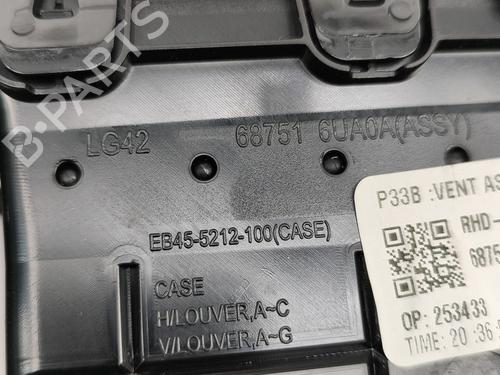 B-PARTS
LG42
68751 6UA0A(ASSY)
EB45-5212-100(CASE)
CASE
H/LOUVER,A~C
V/LOUVER,A~G
P33B :VENT AS
RHD-
6875
OP: 253433
TIME: 20 :36